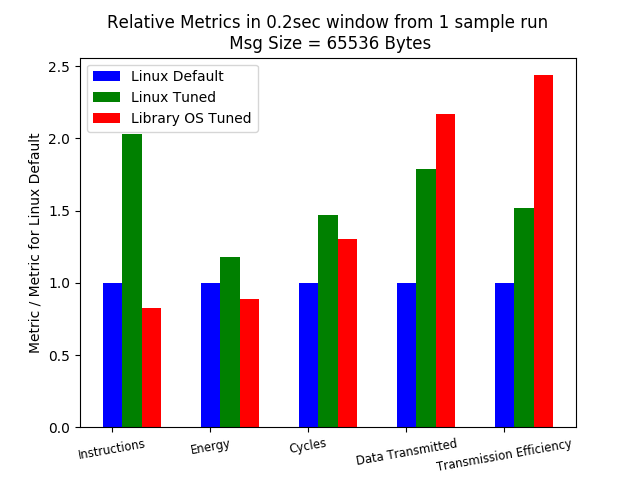 Relative Metrics in 0.2sec window from 1 sample run
Msg Size = 65536 Bytes
Metric / Metric for Linux Default
2.5
2.0
1.5
1.0
0.5
0.0
Linux Default
Linux Tuned
Library OS Tuned
Instructions
Energy
Cycles
Data Transmitted
Transmission Efficiency